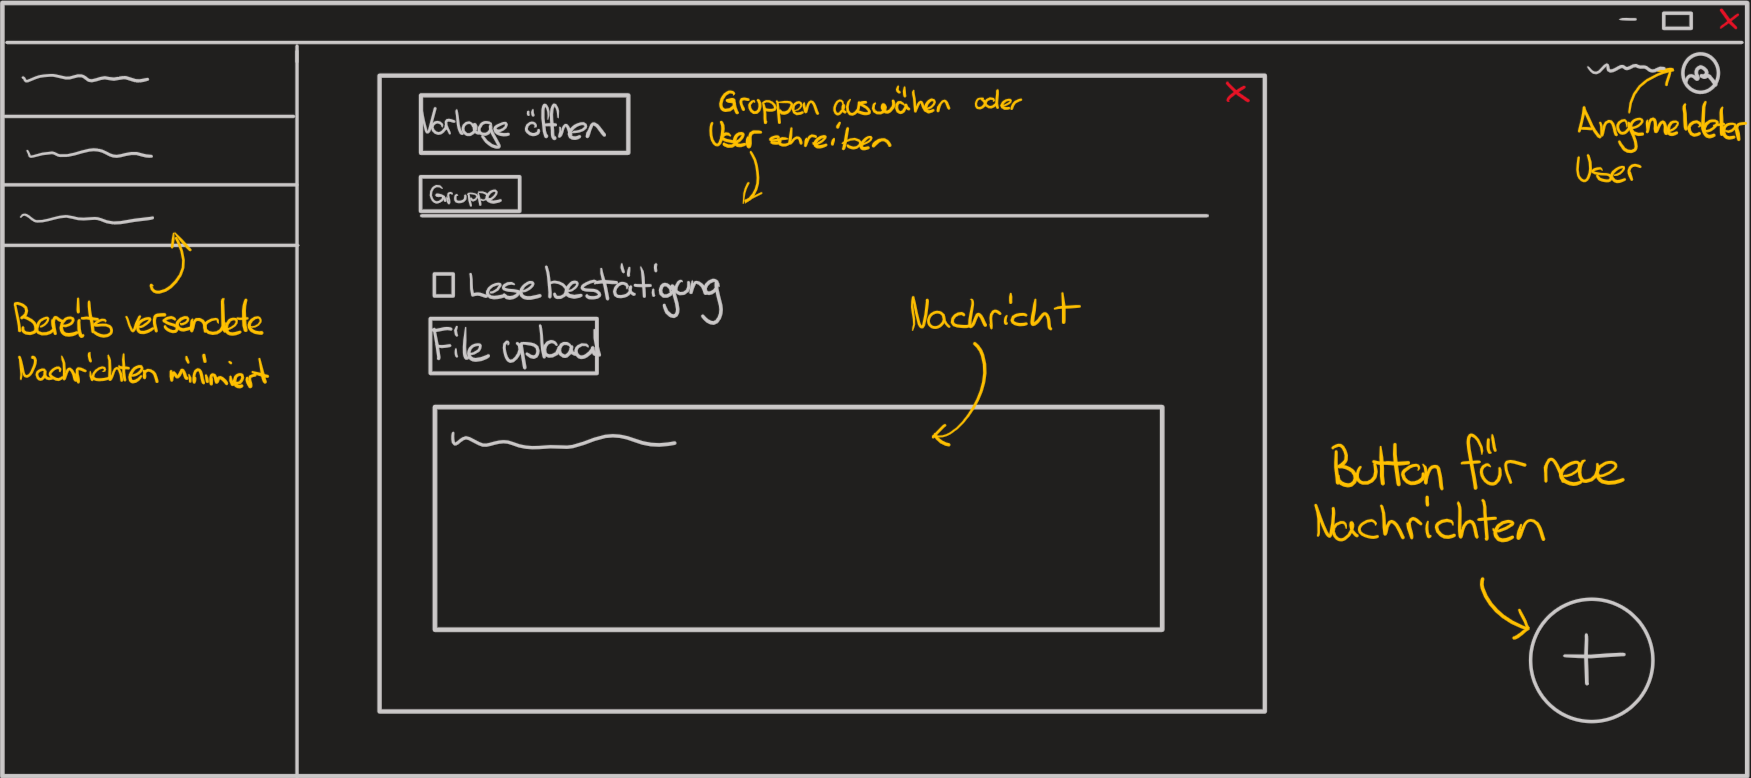 Vorlage öffnen
Gruppen auswähen oder
User schreiben
Gruppe
Lesebestätigung
File upload
Nachricht
Bereits versendete
Nachrichten minimiert
Angemeldeter
User
Button für neue
Nachrichten